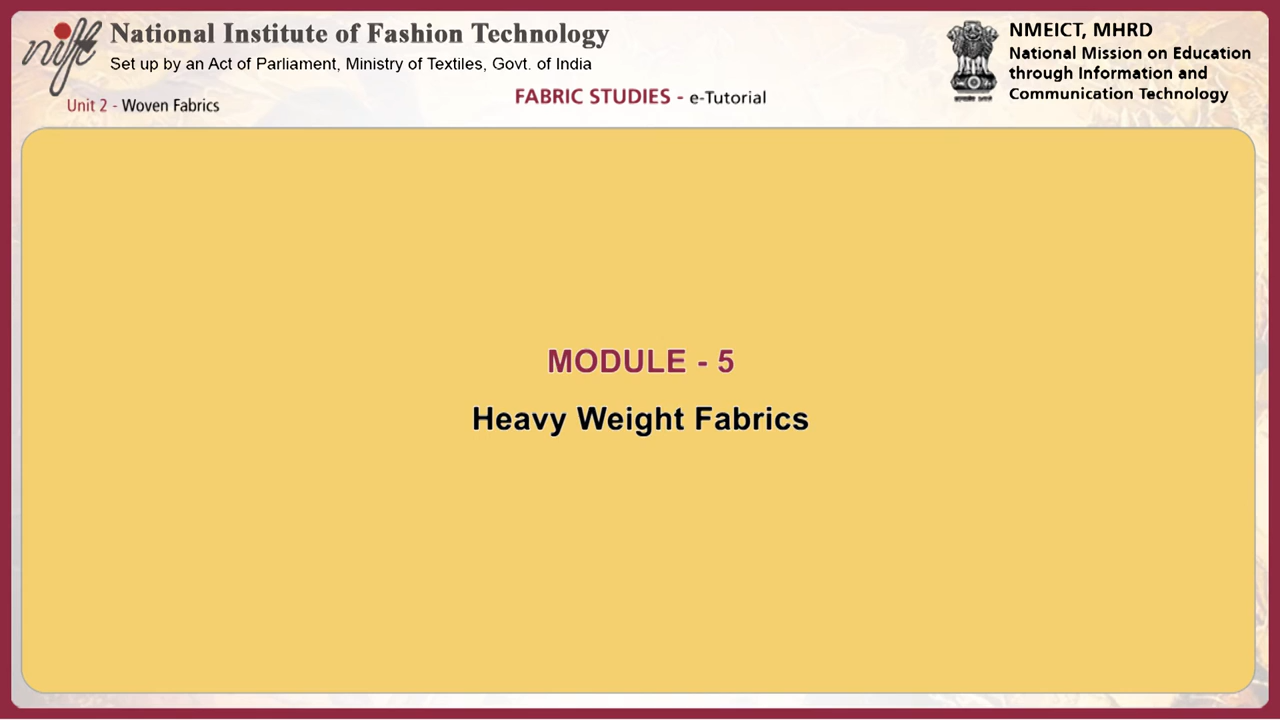 nift
National Institute of Fashion Technology
Set up by an Act of Parliament, Ministry of Textiles, Govt. of India
Unit 2 - Woven Fabrics
FABRIC STUDIES - e-Tutorial
NMEICT, MHRD
National Mission on Education
through Information and
Communication Technology
MODULE - 5
Heavy Weight Fabrics